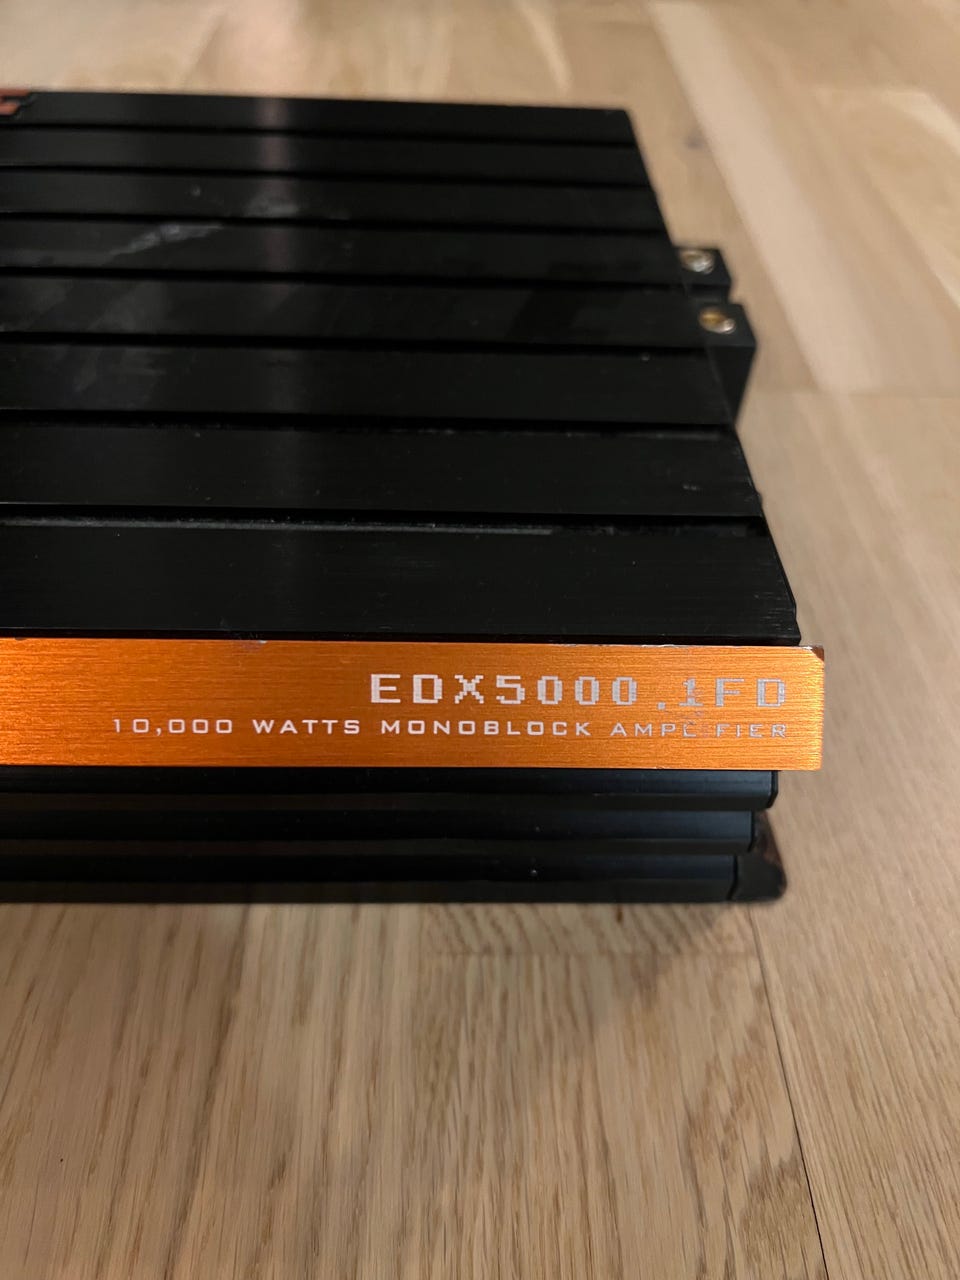 EDX5000.1FD
10,000 WATTS MONOBLOCK AMPLIFIER